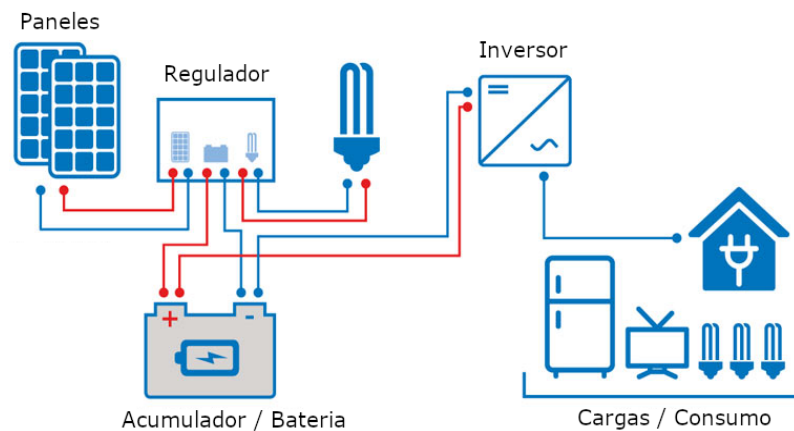 Paneles
Regulador
Inversor
+
-
Acumulador / Bateria
Cargas / Consumo